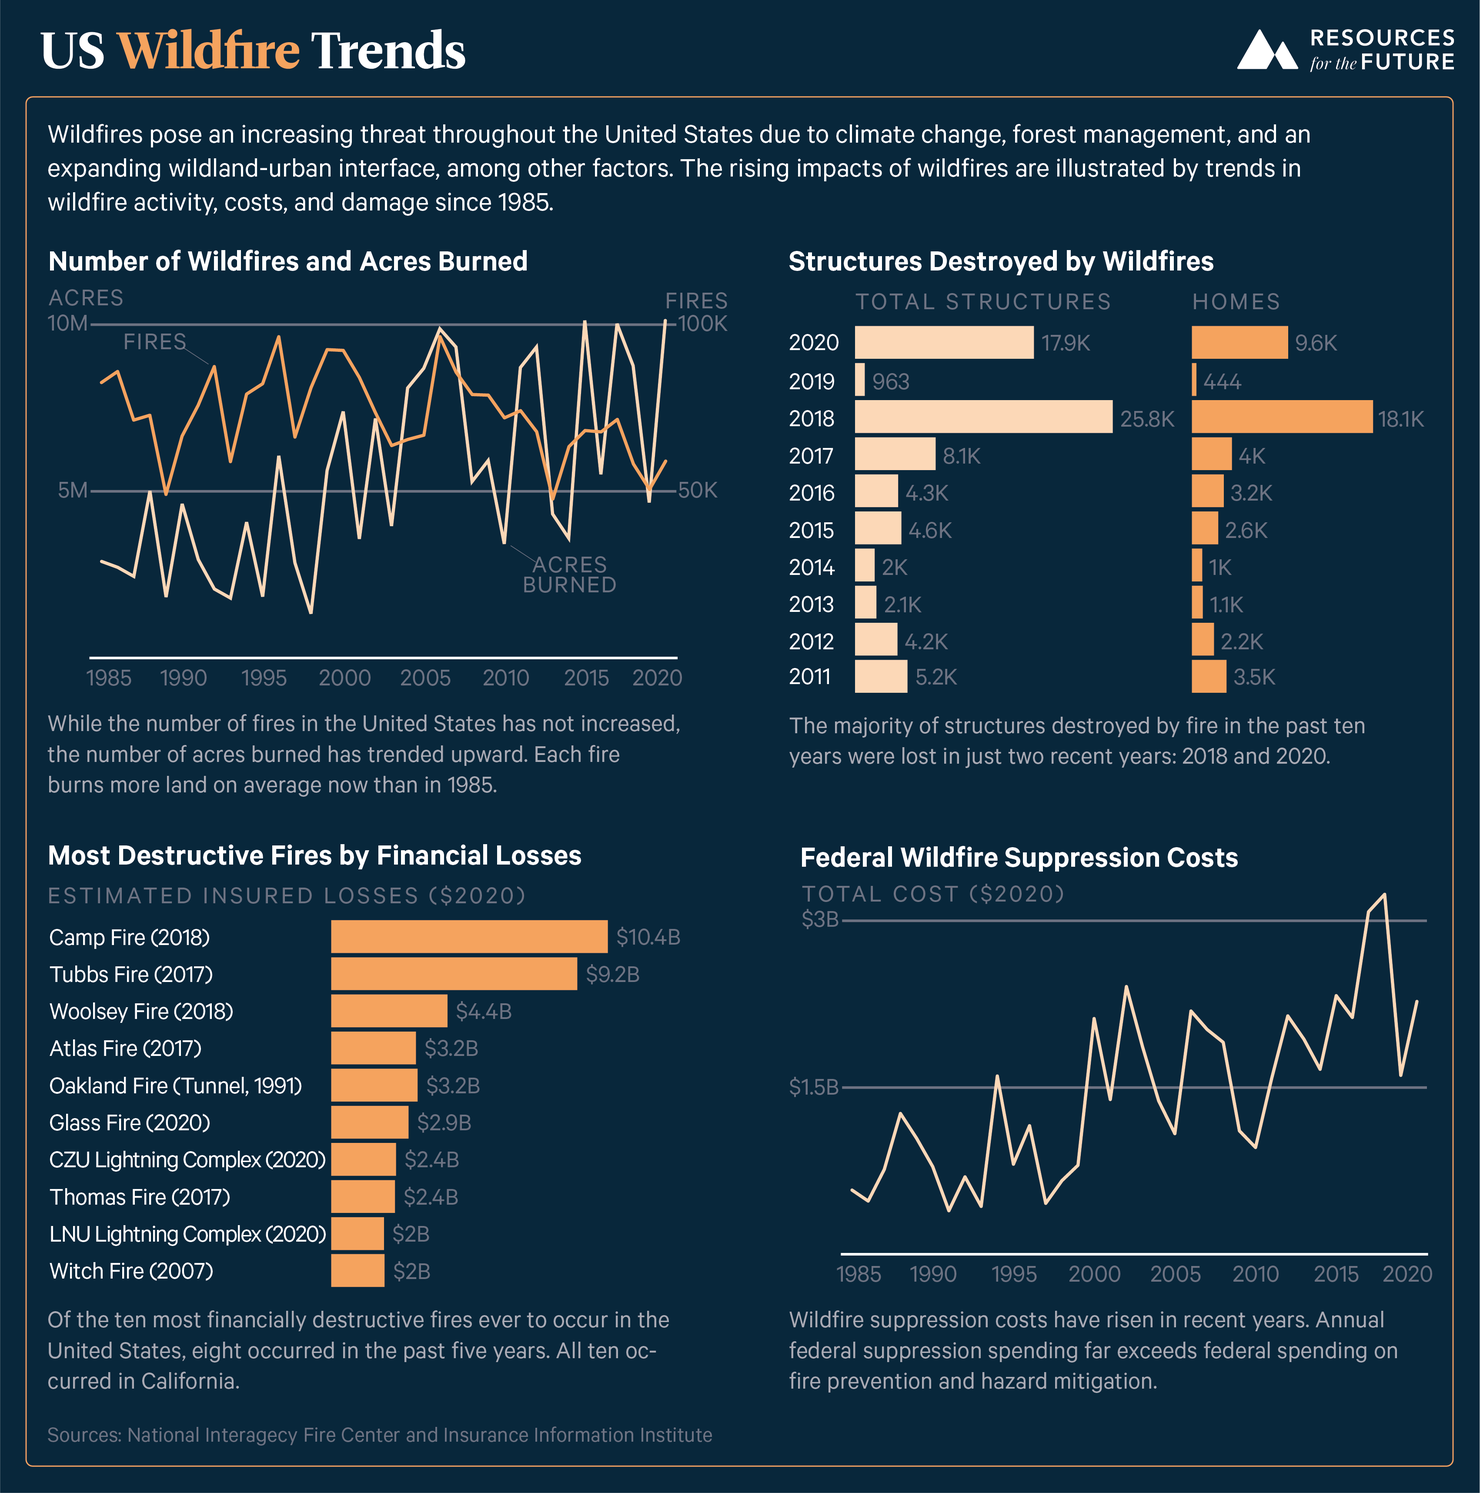 US Wildfire Trends
RESOURCES
for the FUTURE
Wildfires pose an increasing threat throughout the United States due to climate change, forest management, and an
expanding wildland-urban interface, among other factors. The rising impacts of wildfires are illustrated by trends in
wildfire activity, costs, and damage since 1985.
Number of Wildfires and Acres Burned
ACRES
FIRES
10M
100K
FIRES
5M
50K
ACRES
BURNED
1985 1990 1995 2000 2005 2010 2015 2020
While the number of fires in the United States has not increased,
the number of acres burned has trended upward. Each fire
burns more land on average now than in 1985.
Structures Destroyed by Wildfires
TOTAL STRUCTURES HOMES
2020 17.9K 9.6K
2019 963 444
2018 25.8K 18.1K
2017 8.1K 4K
2016 4.3K 3.2K
2015 4.6K 2.6K
2014 2K 1K
2013 2.1K 1.1K
2012 4.2K 2.2K
2011 5.2K 3.5K
The majority of structures destroyed by fire in the past ten
years were lost in just two recent years: 2018 and 2020.
Most Destructive Fires by Financial Losses
ESTIMATED INSURED LOSSES ($2020)
Camp Fire (2018) $10.4B
Tubbs Fire (2017) $9.2B
Woolsey Fire (2018) $4.4B
Atlas Fire (2017) $3.2B
Oakland Fire (Tunnel, 1991) $3.2B
Glass Fire (2020) $2.9B
CZU Lightning Complex (2020) $2.4B
Thomas Fire (2017) $2.4B
LNU Lightning Complex (2020) $2B
Witch Fire (2007) $2B
Of the ten most financially destructive fires ever to occur in the
United States, eight occurred in the past five years. All ten oc-
curred in California.
Federal Wildfire Suppression Costs
TOTAL COST ($2020)
$3B
$1.5B
1985 1990 1995 2000 2005 2010 2015 2020
Wildfire suppression costs have risen in recent years. Annual
federal suppression spending far exceeds federal spending on
fire prevention and hazard mitigation.
Sources: National Interagecy Fire Center and Insurance Information Institute